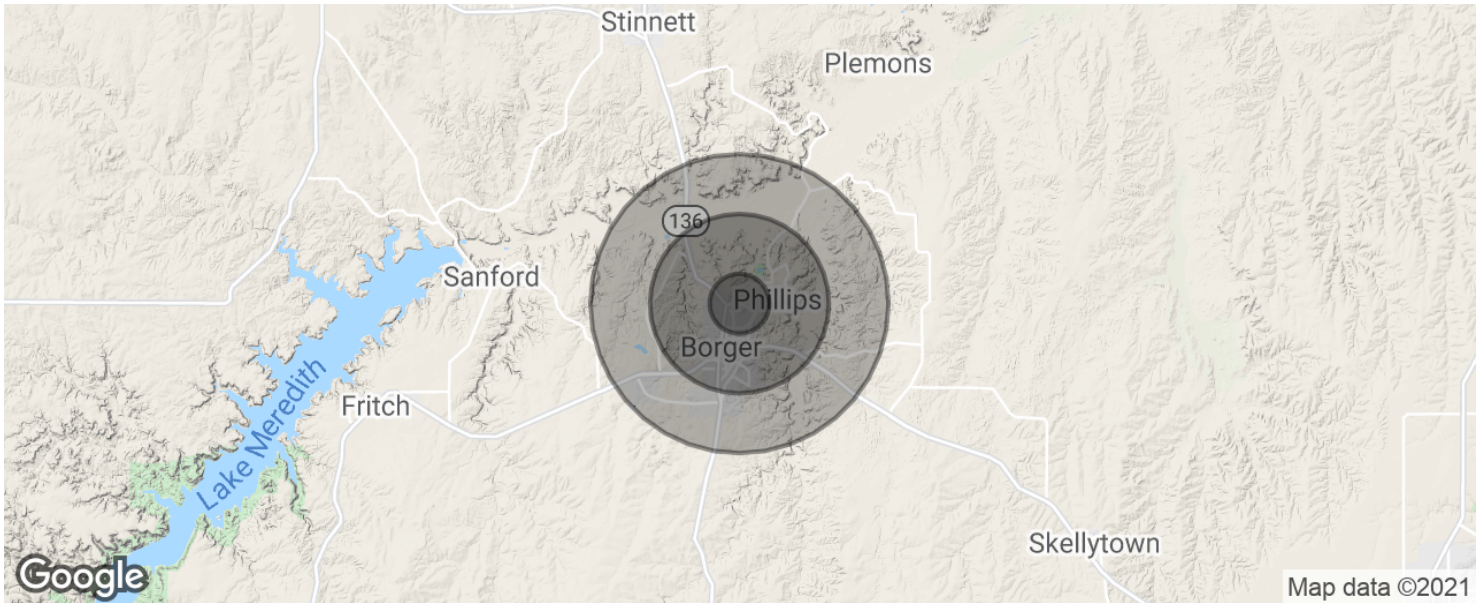 Stinnett
Plemons
136
Sanford
Phillips
Borger
Fritch
Lake Meredith
Skellytown
Google
Map data ©2021